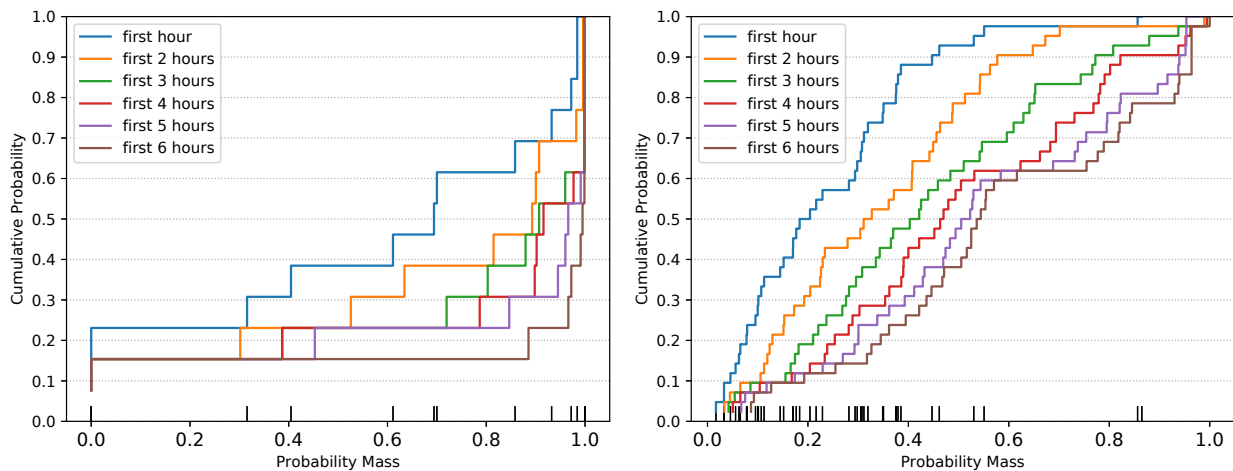 1.0
0.9
0.8
0.7
0.6
0.5
0.4
0.3
0.2
0.1
0.0
Cumulative Probability
first hour
first 2 hours
first 3 hours
first 4 hours
first 5 hours
first 6 hours
0.0 0.2 0.4 0.6 0.8 1.0
Probability Mass
1.0
0.9
0.8
0.7
0.6
0.5
0.4
0.3
0.2
0.1
0.0
Cumulative Probability
first hour
first 2 hours
first 3 hours
first 4 hours
first 5 hours
first 6 hours
0.0 0.2 0.4 0.6 0.8 1.0
Probability Mass